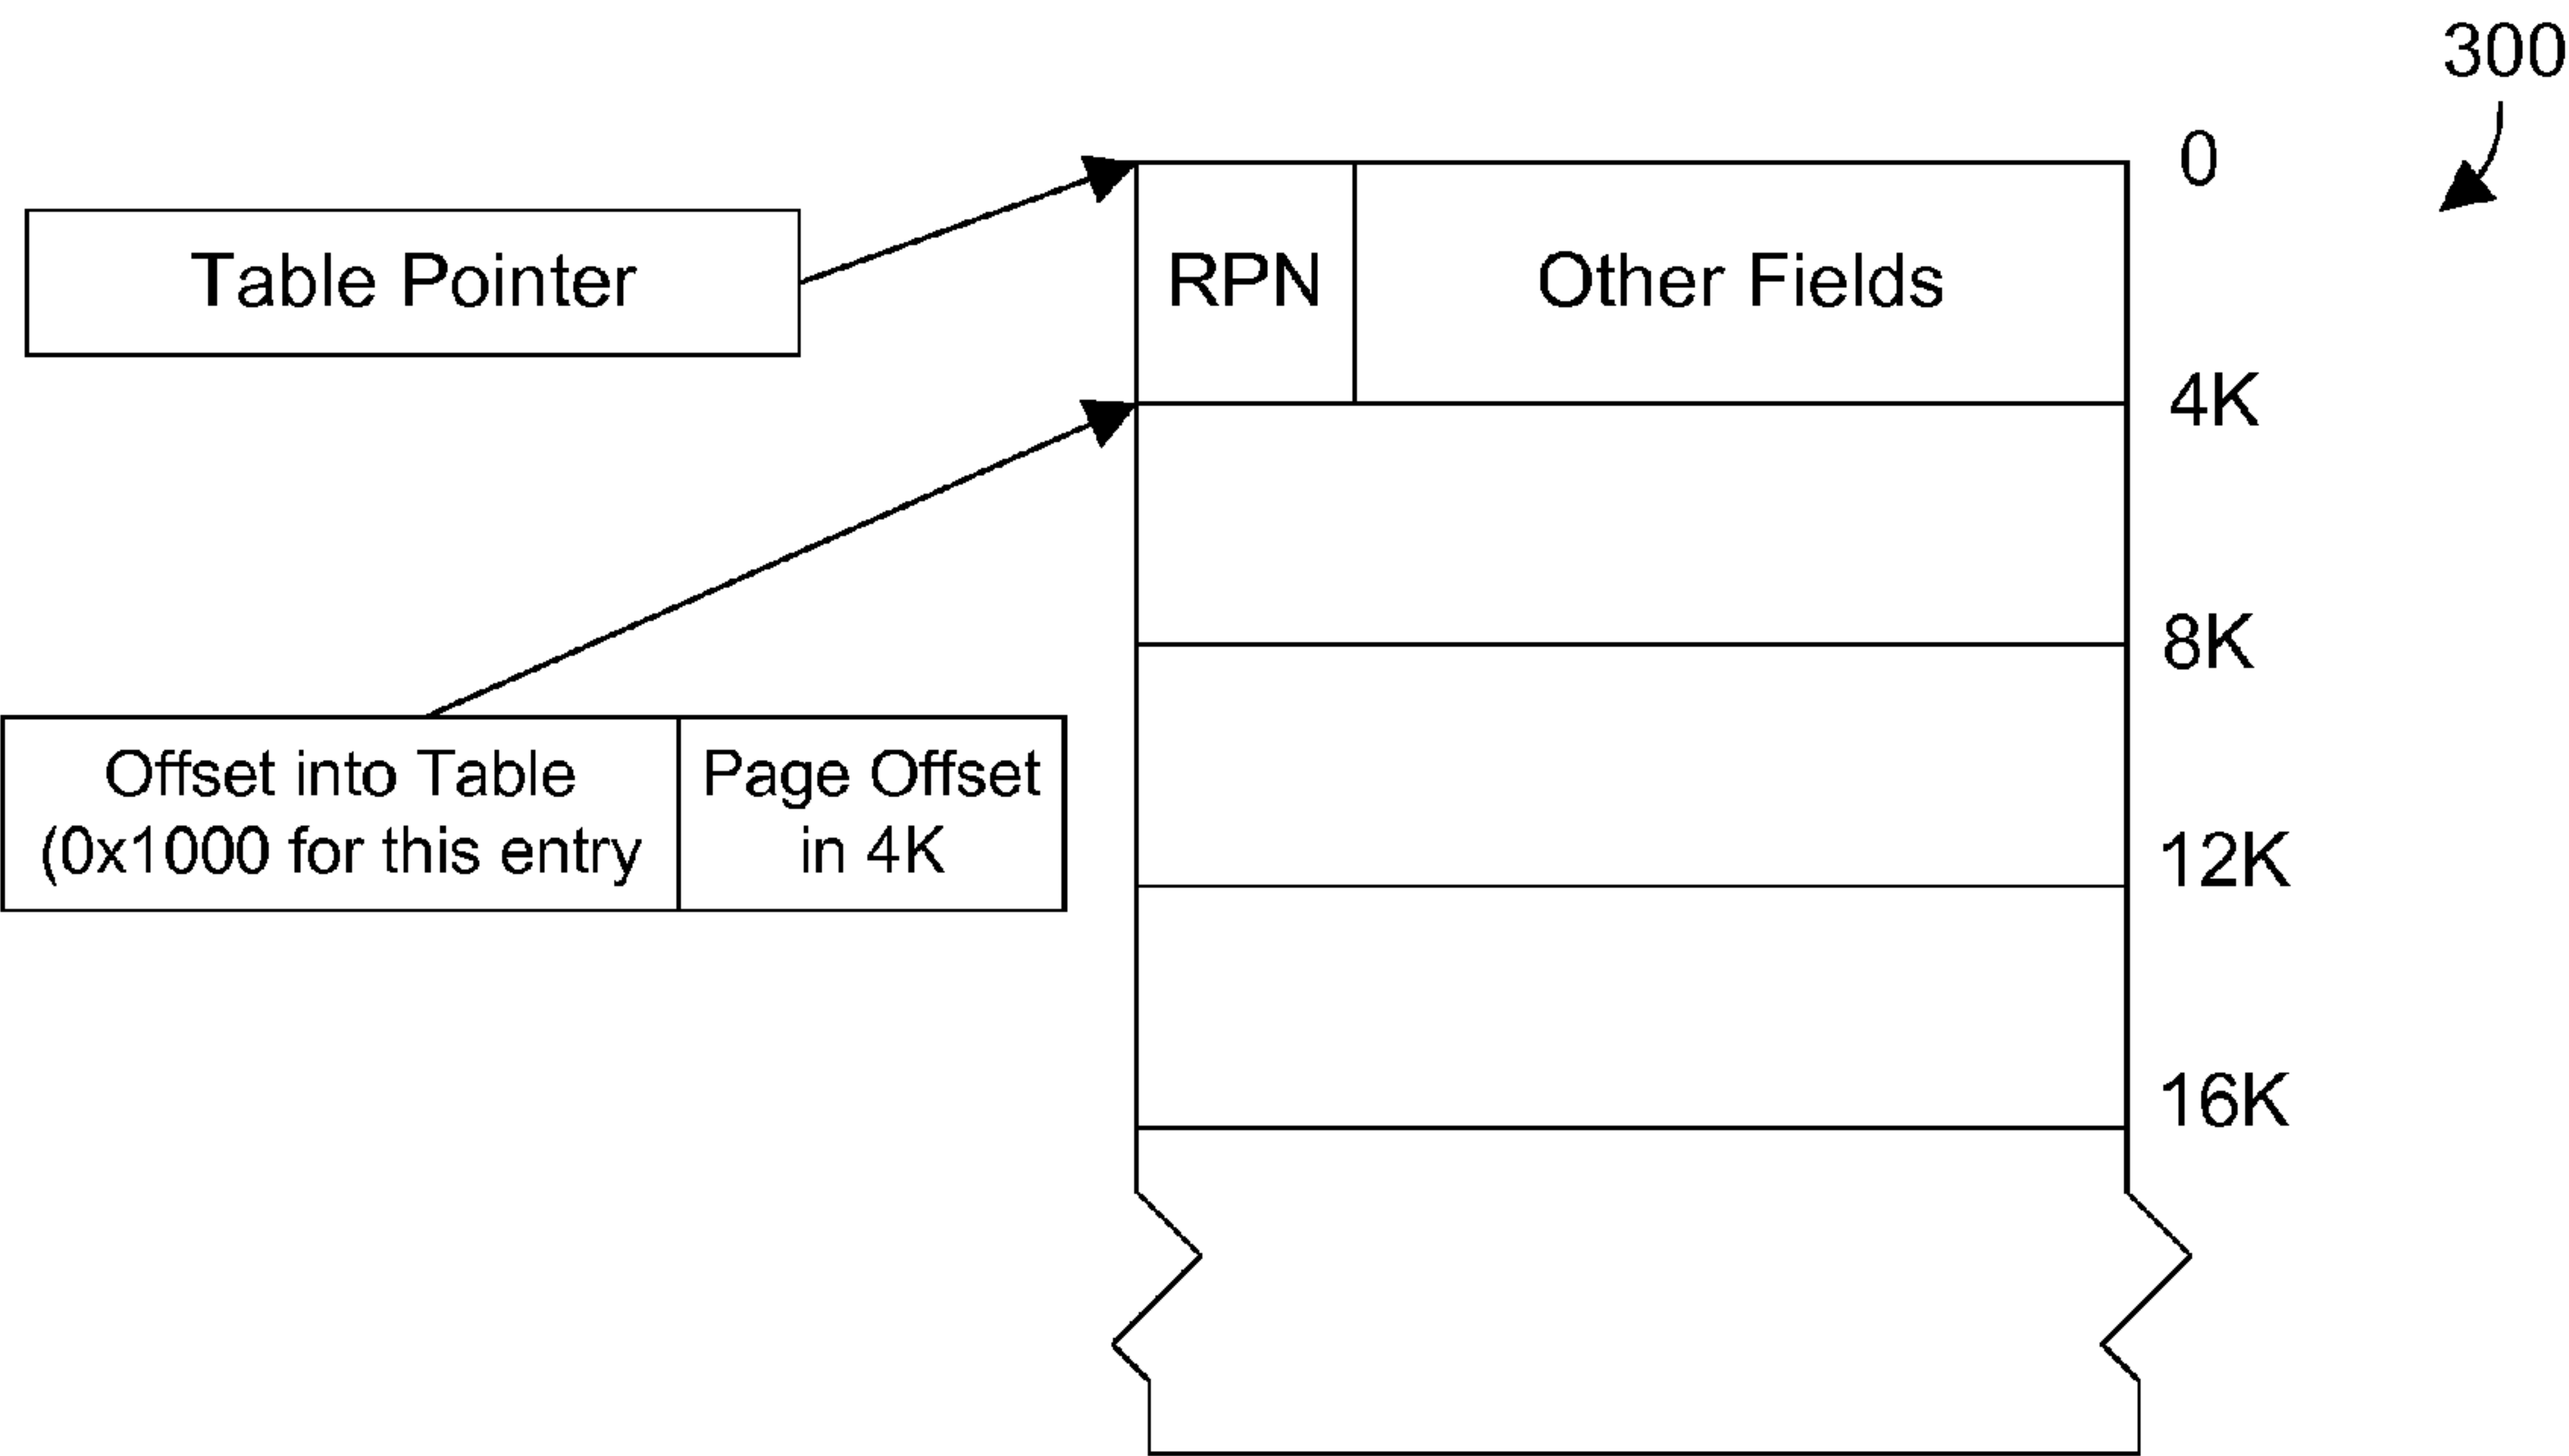 300
0
Table Pointer
RPN
Other Fields
4K
8K
Offset into Table
(0x1000 for this entry
Page Offset
in 4K
12K
16K